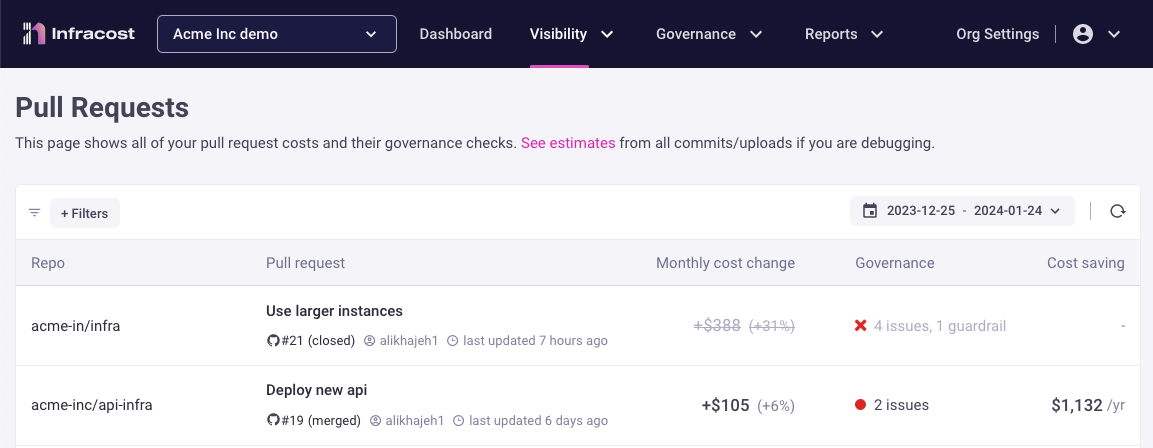 Infracost Acme Inc demo Dashboard Visibility Governance Reports Org Settings
Pull Requests
This page shows all of your pull request costs and their governance checks. See estimates from all commits/uploads if you are debugging.
+ Filters 2023-12-25 - 2024-01-24
Repo Pull request Monthly cost change Governance Cost saving
Use larger instances
acme-in/infra +$388 (+31%) 4 issues, 1 guardrail -
#21 (closed) alikhajeh1 last updated 7 hours ago
Deploy new api
acme-inc/api-infra +$105 (+6%) 2 issues $1,132 /yr
#19 (merged) alikhajeh1 last updated 6 days ago